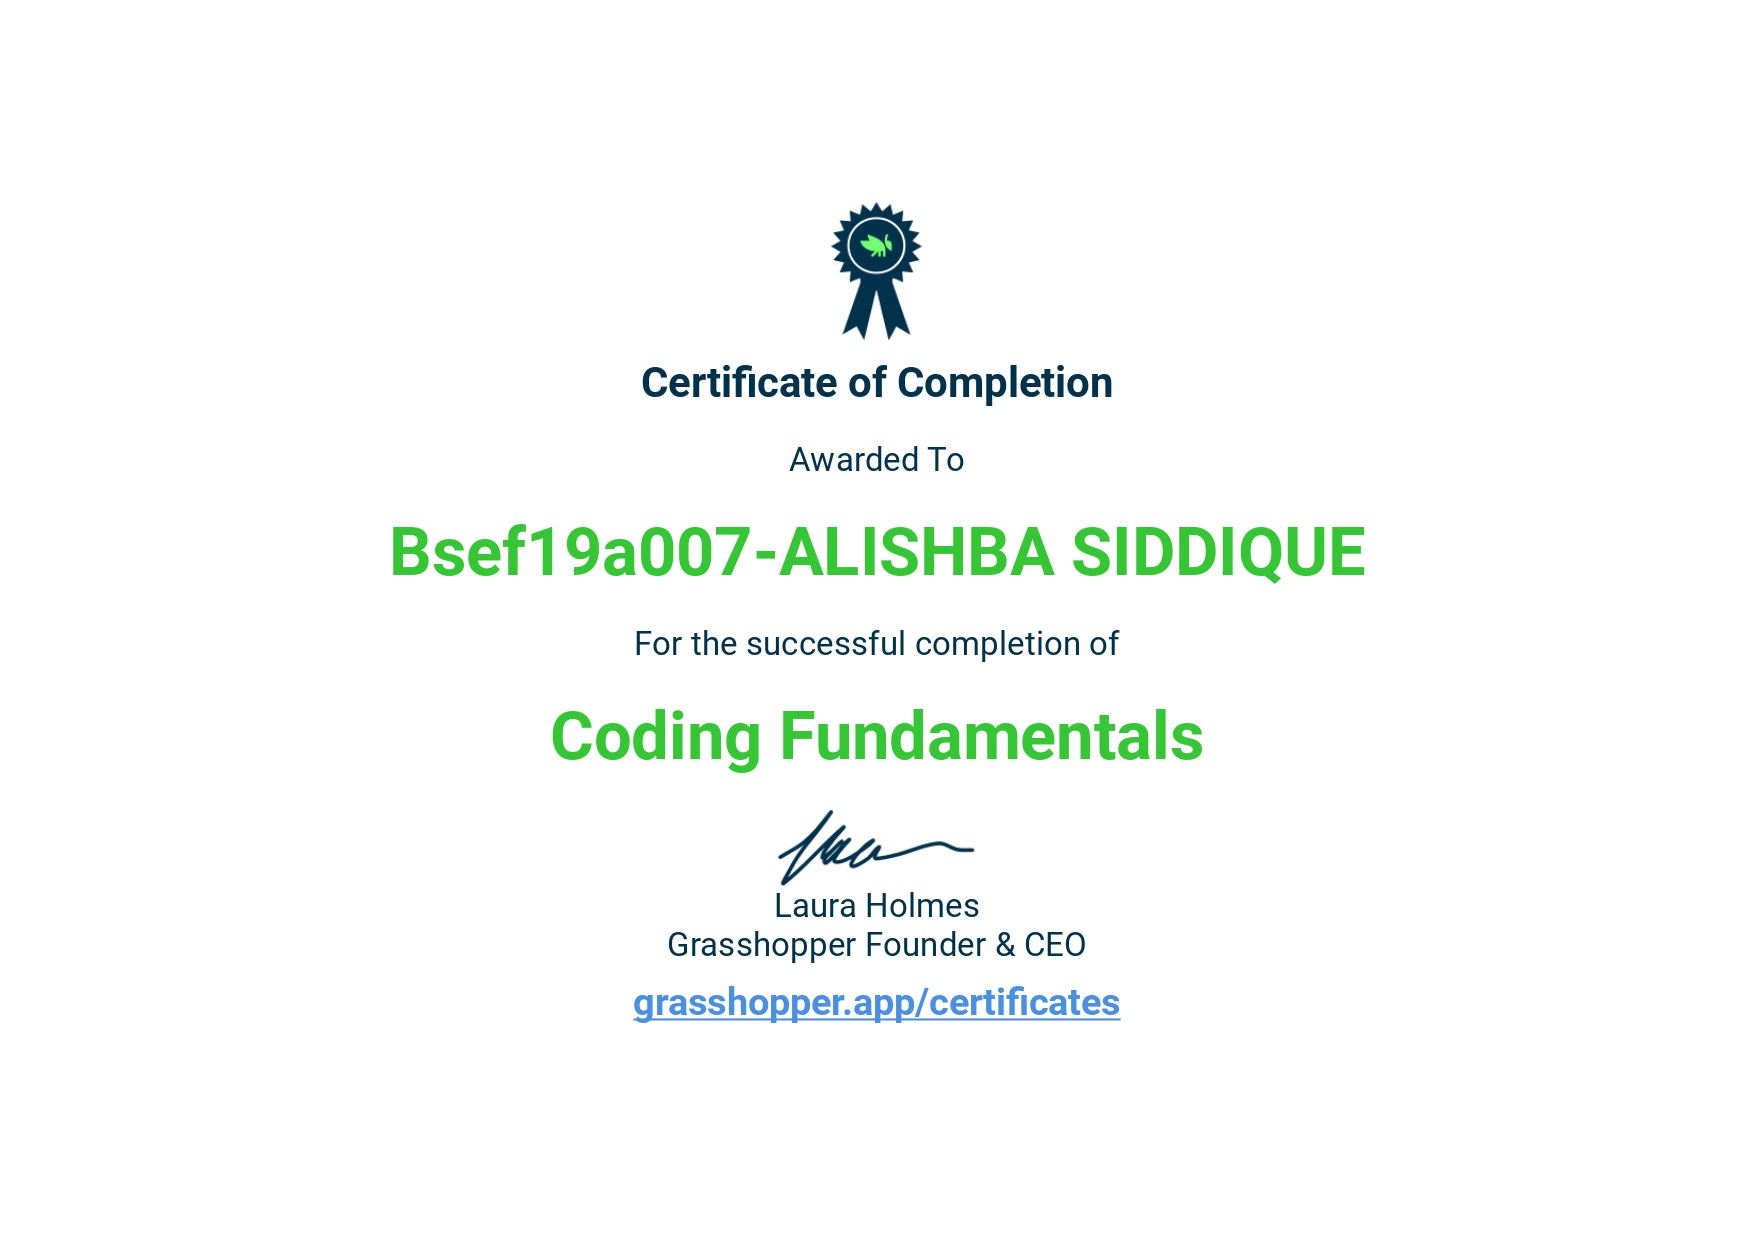 Certificate of Completion
Awarded To
Bsef19a007-ALISHBA SIDDIQUE
For the successful completion of
Coding Fundamentals
Laura Holmes
Grasshopper Founder & CEO
grasshopper.app/certificates